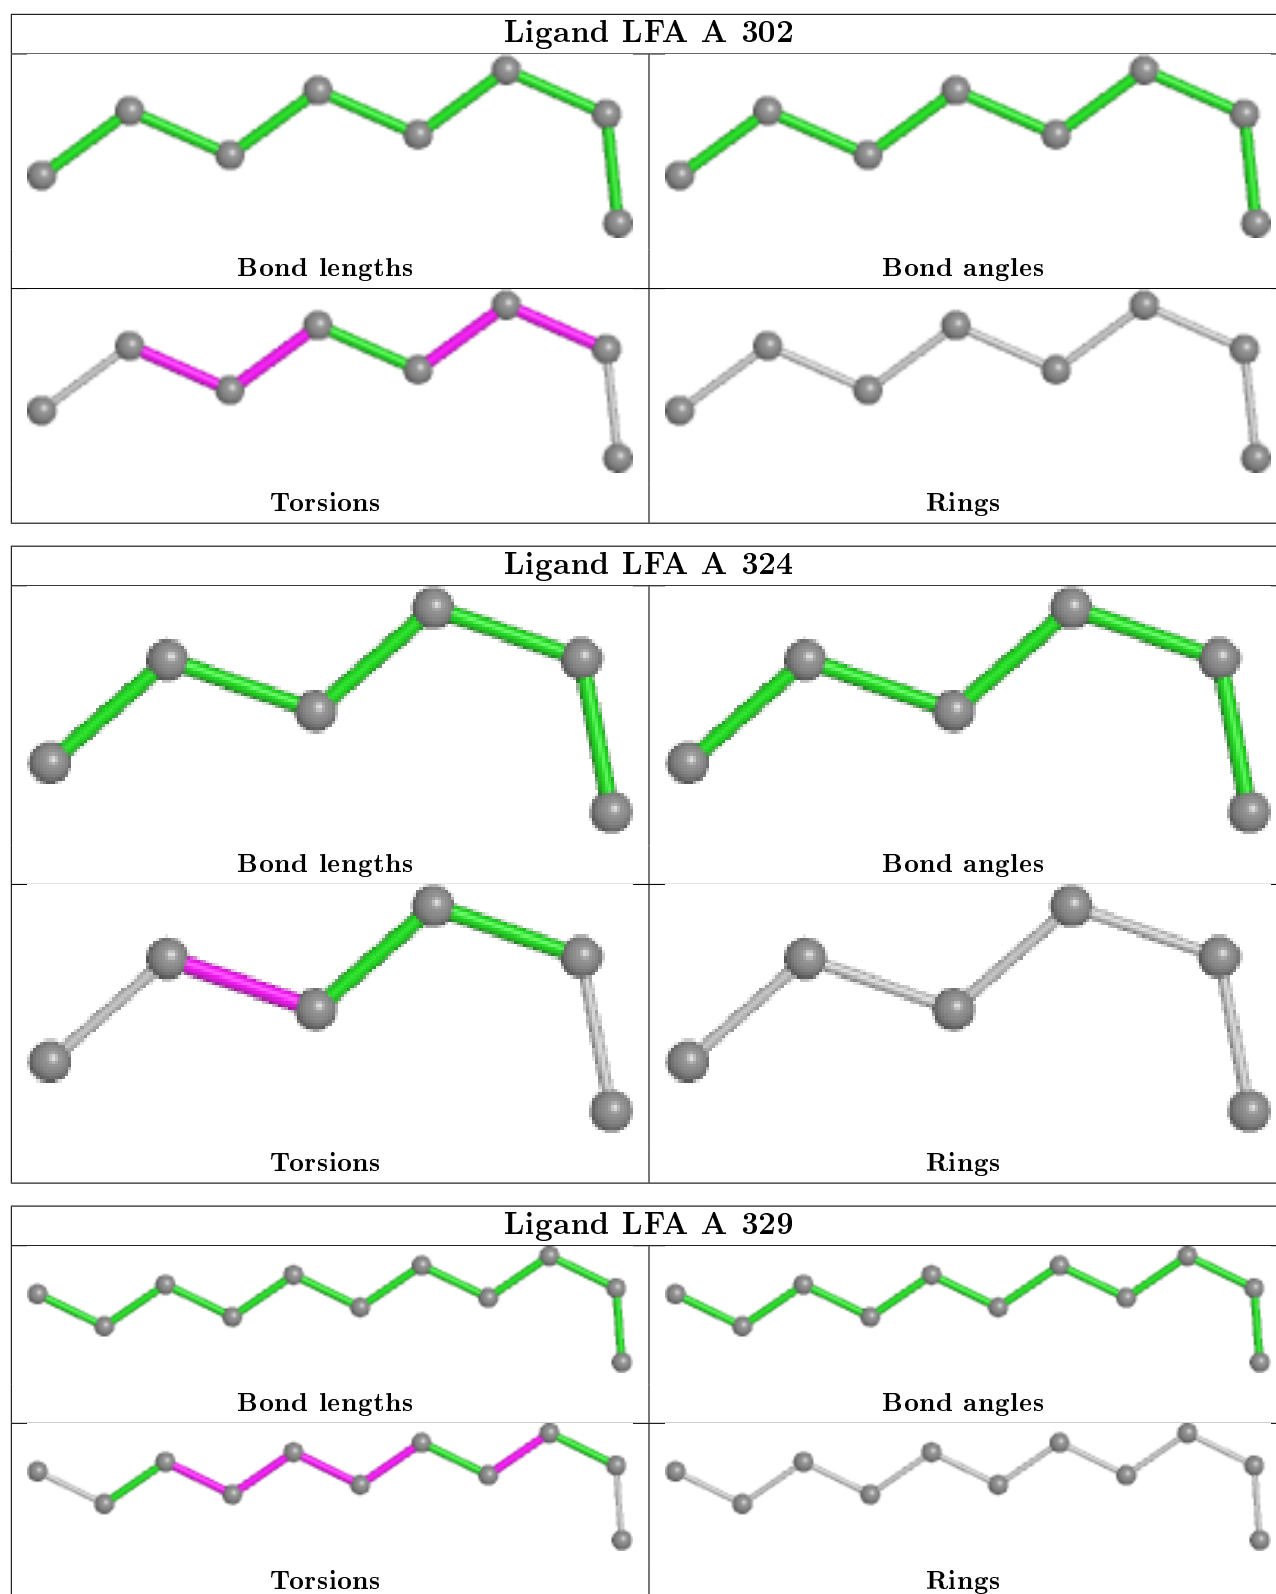 Ligand LFA A 302
Bond lengths
Bond angles
Torsions
Rings
Ligand LFA A 324
Bond lengths
Bond angles
Torsions
Rings
Ligand LFA A 329
Bond lengths
Bond angles
Torsions
Rings